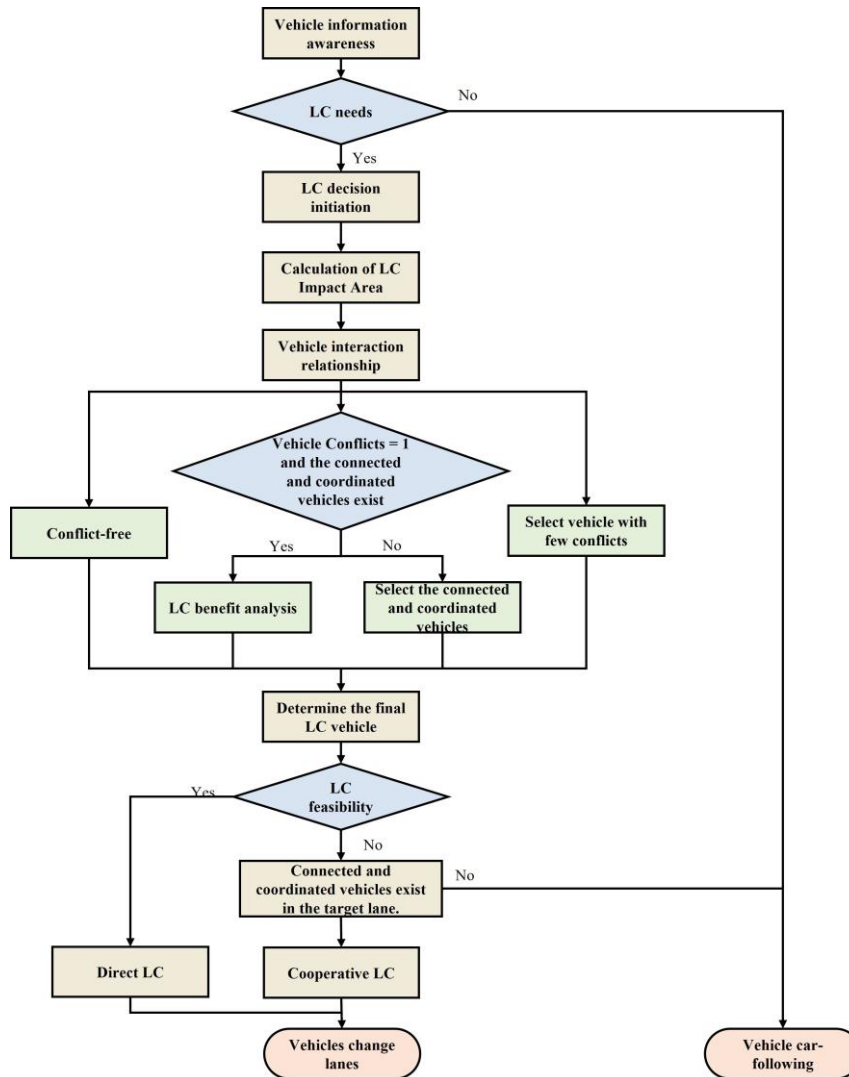 Vehicle information
awareness
No
LC needs
Yes
LC decision
initiation
Calculation of LC
Impact Area
Vehicle interaction
relationship
Vehicle Conflicts = 1
and the connected
and coordinated
vehicles exist
Conflict-free
Select vehicle with
few conflicts
Yes
No
LC benefit analysis
Select the connected
and coordinated
vehicles
Determine the final
LC vehicle
Yes
LC
feasibility
No
Connected and
coordinated vehicles exist
in the target lane.
No
Direct LC
Cooperative LC
Vehicles change
lanes
Vehicle car-
following